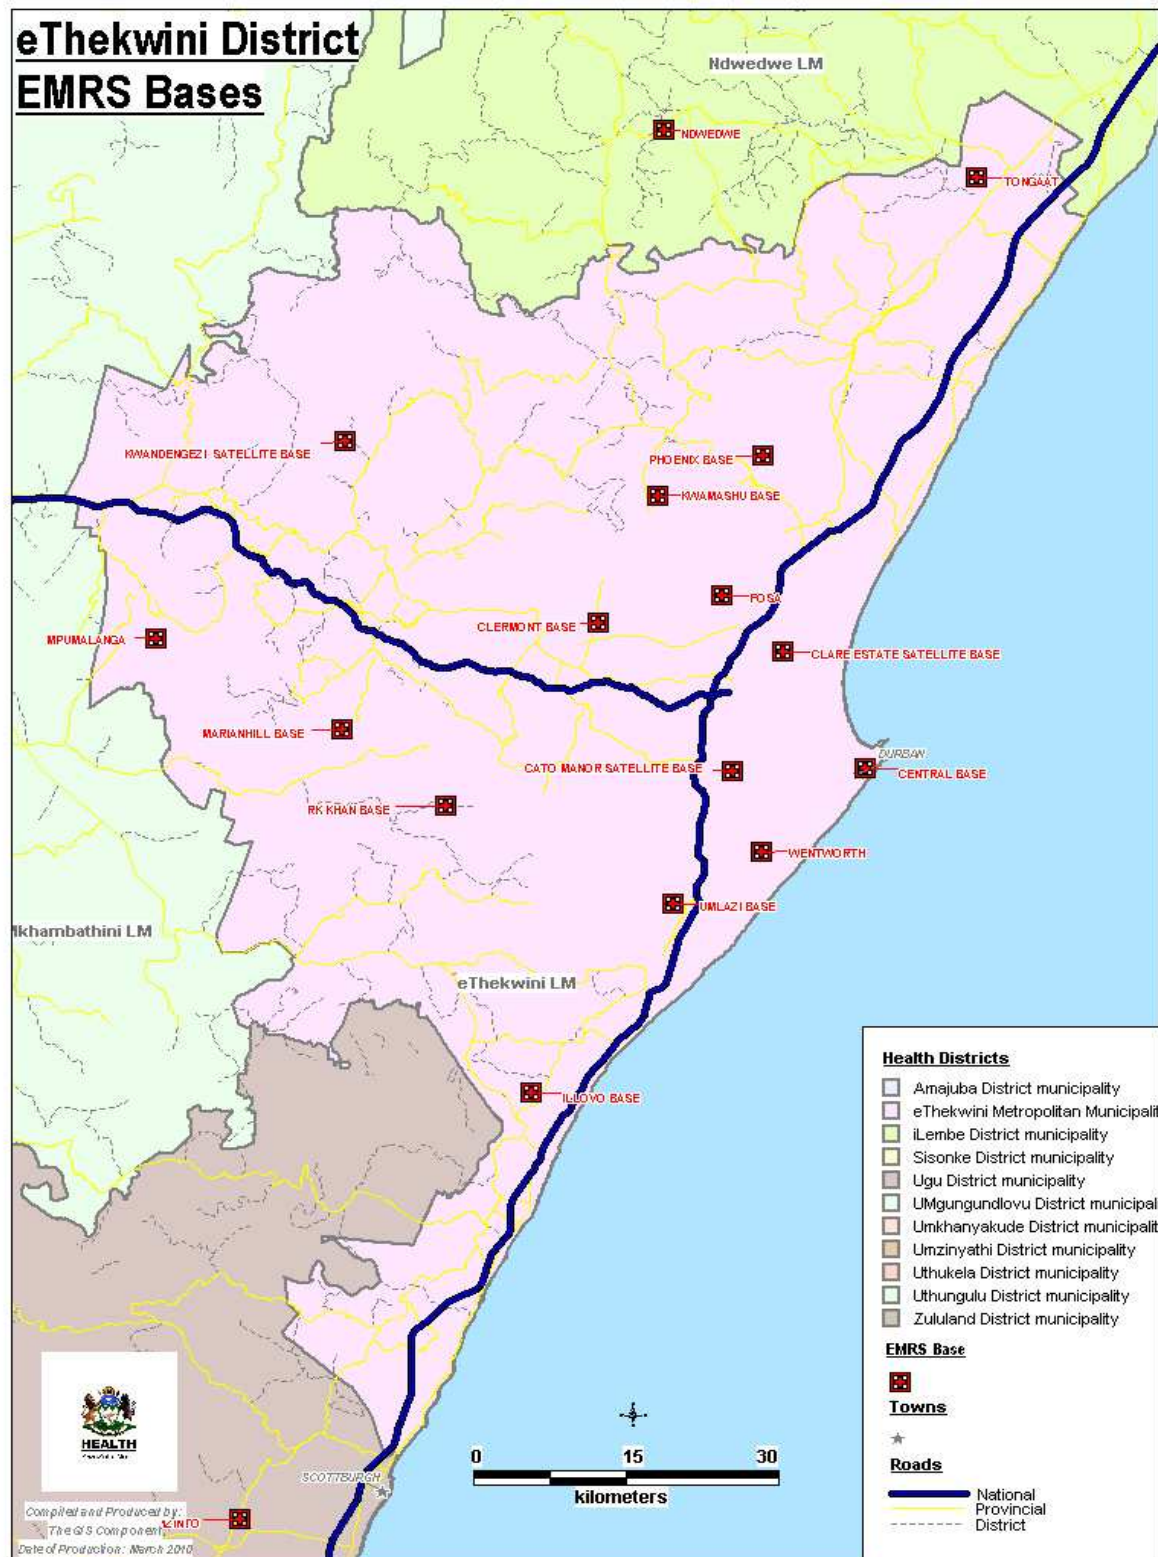 eThekwini District
EMRS Bases
Ndwedwe LM
NDWEDWE
TONGAAT
KWANDENGEZI SATELLITE BASE
PHOENIX BASE
KWAMASHU BASE
FOSA
CLERMONT BASE
MPUMALANGA
CLARE ESTATE SATELLITE BASE
MARIANHILL BASE
DURBAN
CATO MANOR SATELLITE BASE
CENTRAL BASE
RK KHAN BASE
WENTWORTH
UMLAZI BASE
Mkhambathini LM
eThekwini LM
ILLOVO BASE
Health Districts
Amajuba District municipality
eThekwini Metropolitan Municipalit
iLembe District municipality
Sisonke District municipality
Ugu District municipality
UMgungundlovu District municipal
Umkhanyakude District municipalit
Umzinyathi District municipality
Uthukela District municipality
Uthungulu District municipality
Zululand District municipality
EMRS Base
Towns
Roads
National
Provincial
District
HEALTH
0 15 30
kilometers
SCOTTBURGH
ZINTO
Compiled and Produced by:
The GIS Component
Date of Production: March 2010